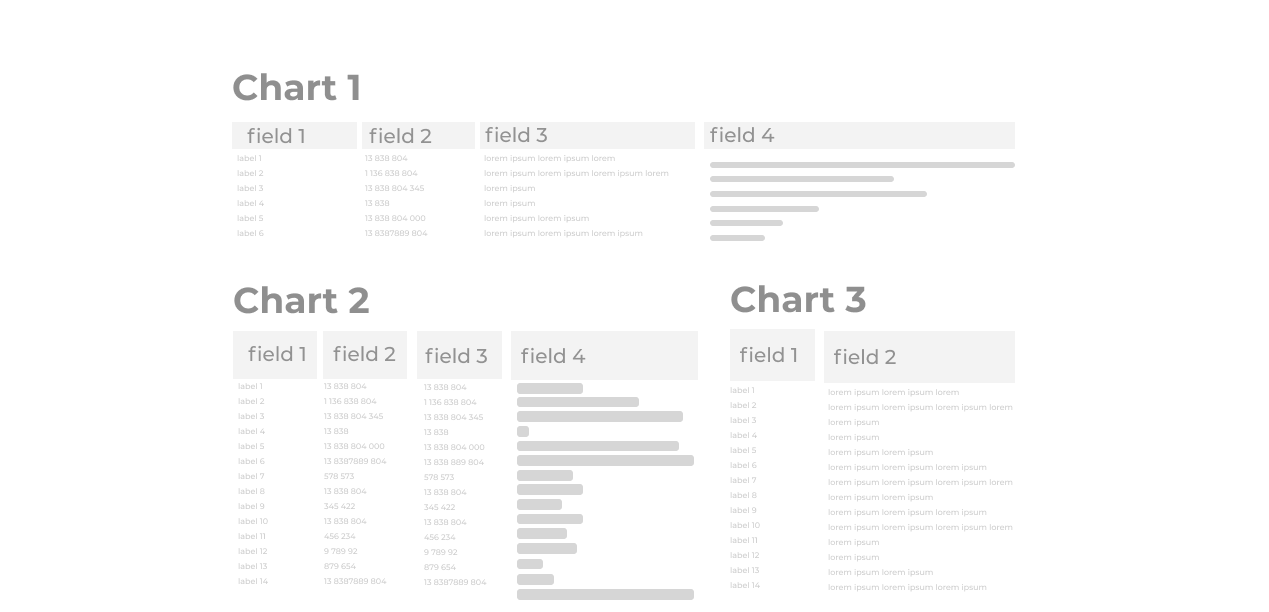 Chart 1
field 1 field 2 field 3 field 4
label 1 13 838 804 lorem ipsum lorem ipsum lorem
label 2 1 136 838 804 lorem ipsum lorem ipsum lorem ipsum lorem
label 3 13 838 804 345 lorem ipsum
label 4 13 838 lorem ipsum
label 5 13 838 804 000 lorem ipsum lorem ipsum
label 6 13 8387889 804 lorem ipsum lorem ipsum lorem ipsum
Chart 2
field 1 field 2 field 3 field 4
label 1 13 838 804 13 838 804
label 2 1 136 838 804 1 136 838 804
label 3 13 838 804 345 13 838 804 345
label 4 13 838 13 838
label 5 13 838 804 000 13 838 804 000
label 6 13 8387889 804 13 838 889 804
label 7 578 573 578 573
label 8 13 838 804 13 838 804
label 9 345 422 345 422
label 10 13 838 804 13 838 804
label 11 456 234 456 234
label 12 9 789 92 9 789 92
label 13 879 654 879 654
label 14 13 8387889 804 13 8387889 804
Chart 3
field 1 field 2
label 1 lorem ipsum lorem ipsum lorem
label 2 lorem ipsum lorem ipsum lorem ipsum lorem
label 3 lorem ipsum
label 4 lorem ipsum
label 5 lorem ipsum lorem ipsum
label 6 lorem ipsum lorem ipsum lorem ipsum
label 7 lorem ipsum lorem ipsum lorem ipsum lorem
label 8 lorem ipsum lorem ipsum
label 9 lorem ipsum lorem ipsum lorem ipsum
label 10 lorem ipsum lorem ipsum lorem ipsum lorem
label 11 lorem ipsum
label 12 lorem ipsum
label 13 lorem ipsum lorem ipsum
label 14 lorem ipsum lorem ipsum lorem ipsum